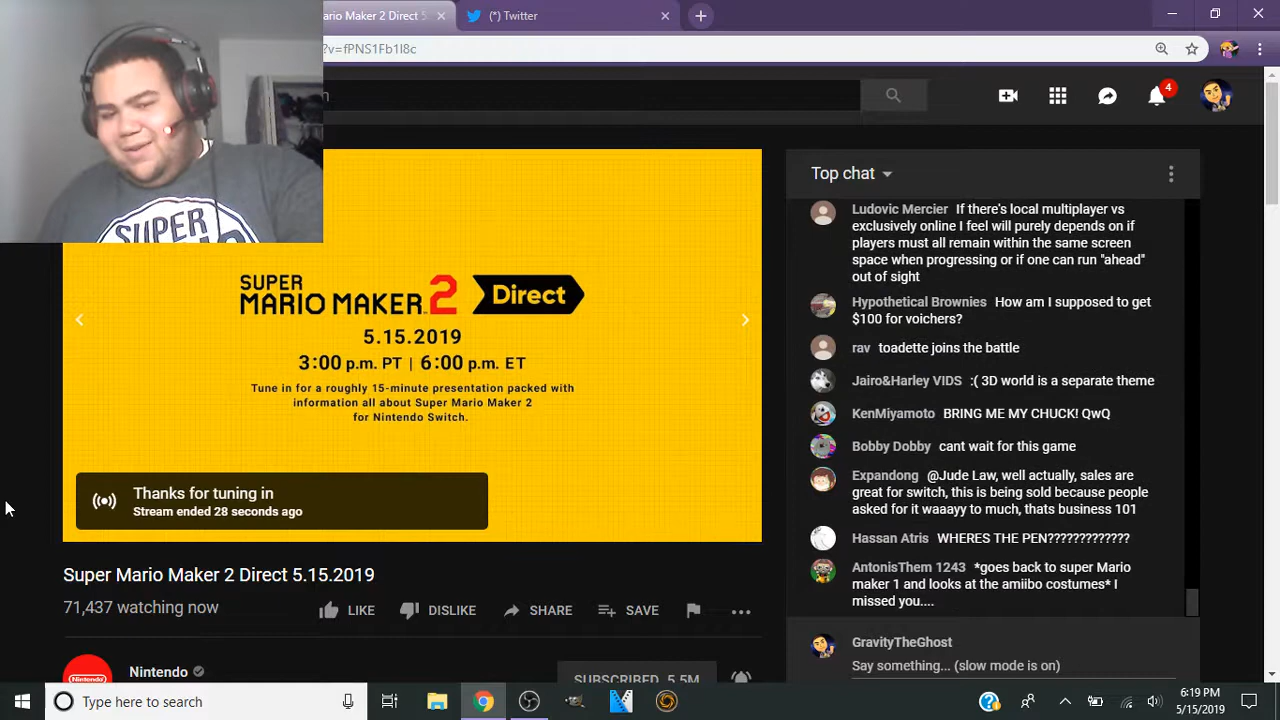 ario Maker 2 Direct 5.
(*) Twitter
?v=fPNS1Fb1I8c
4
Top chat
SUPER
MARIO MAKER 2 Direct
5.15.2019
3:00 p.m. PT | 6:00 p.m. ET
Tune in for a roughly 15-minute presentation packed with
information all about Super Mario Maker 2
for Nintendo Switch.
Thanks for tuning in
Stream ended 28 seconds ago
Super Mario Maker 2 Direct 5.15.2019
71,437 watching now
LIKE DISLIKE SHARE SAVE
Nintendo
Nintendo
SUBSCRIBED 5.5M
Ludovic Mercier If there's local multiplayer vs
exclusively online I feel will purely depends on if
players must all remain within the same screen
space when progressing or if one can run "ahead"
out of sight
Hypothetical Brownies How am I supposed to get
$100 for voichers?
rav toadette joins the battle
Jairo&Harley VIDS :( 3D world is a separate theme
KenMiyamoto BRING ME MY CHUCK! QwQ
Bobby Dobby cant wait for this game
Expandong @Jude Law, well actually, sales are
great for switch, this is being sold because people
asked for it waaayy to much, thats business 101
Hassan Atris WHERES THE PEN?????????????
AntonisThem 1243 *goes back to super Mario
maker 1 and looks at the amiibo costumes* I
missed you....
GravityTheGhost
Say something... (slow mode is on)
Type here to search
6:19 PM
5/15/2019
SUPER